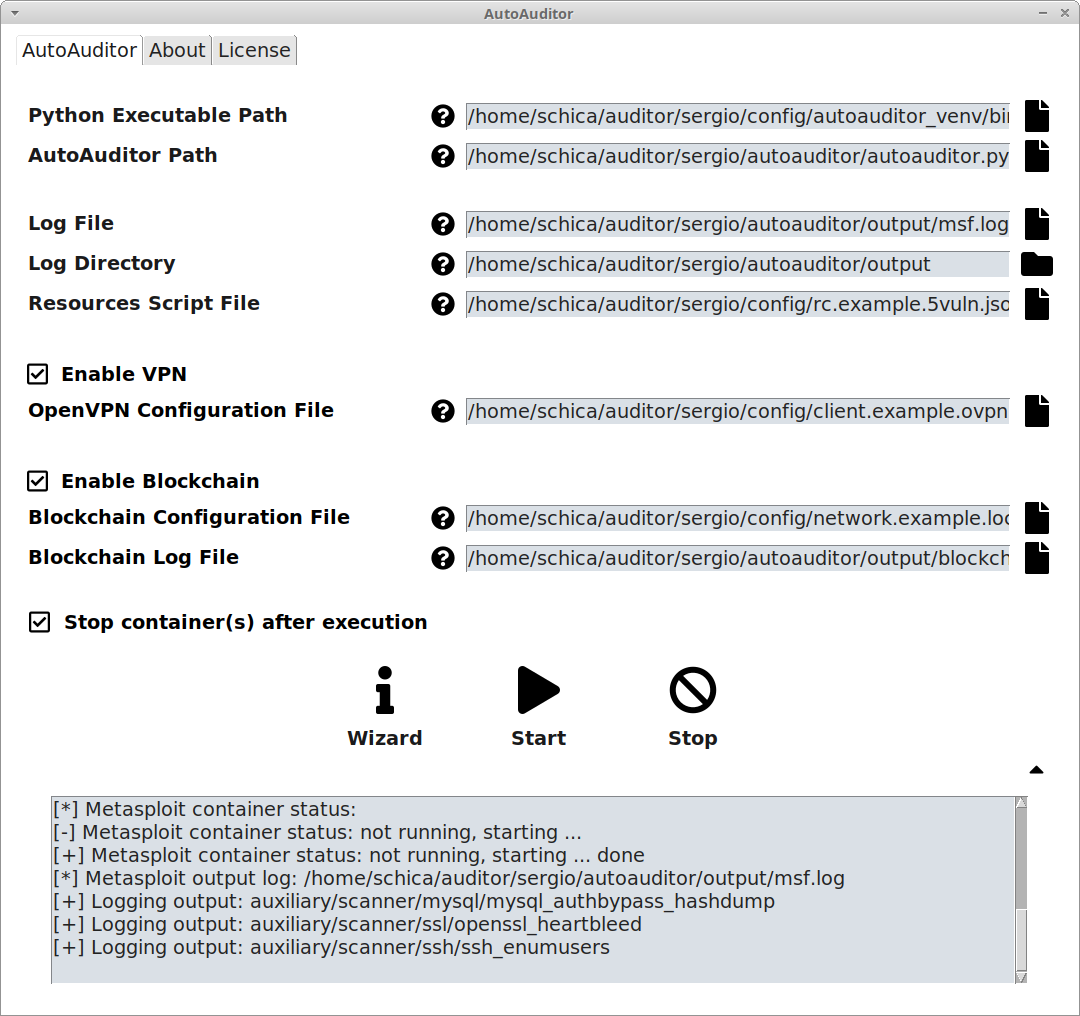 AutoAuditor
AutoAuditor About License
Python Executable Path ? /home/schica/auditor/sergio/config/autoauditor_venv/bin
AutoAuditor Path ? /home/schica/auditor/sergio/autoauditor/autoauditor.py
Log File ? /home/schica/auditor/sergio/autoauditor/output/msf.log
Log Directory ? /home/schica/auditor/sergio/autoauditor/output
Resources Script File ? /home/schica/auditor/sergio/config/rc.example.5vuln.jso
Enable VPN
OpenVPN Configuration File ? /home/schica/auditor/sergio/config/client.example.ovpn
Enable Blockchain
Blockchain Configuration File ? /home/schica/auditor/sergio/config/network.example.loc
Blockchain Log File ? /home/schica/auditor/sergio/autoauditor/output/blockch
Stop container(s) after execution
Wizard Start Stop
[*] Metasploit container status:
[-] Metasploit container status: not running, starting ...
[+] Metasploit container status: not running, starting ... done
[*] Metasploit output log: /home/schica/auditor/sergio/autoauditor/output/msf.log
[+] Logging output: auxiliary/scanner/mysql/mysql_authbypass_hashdump
[+] Logging output: auxiliary/scanner/ssl/openssl_heartbleed
[+] Logging output: auxiliary/scanner/ssh/ssh_enumusers